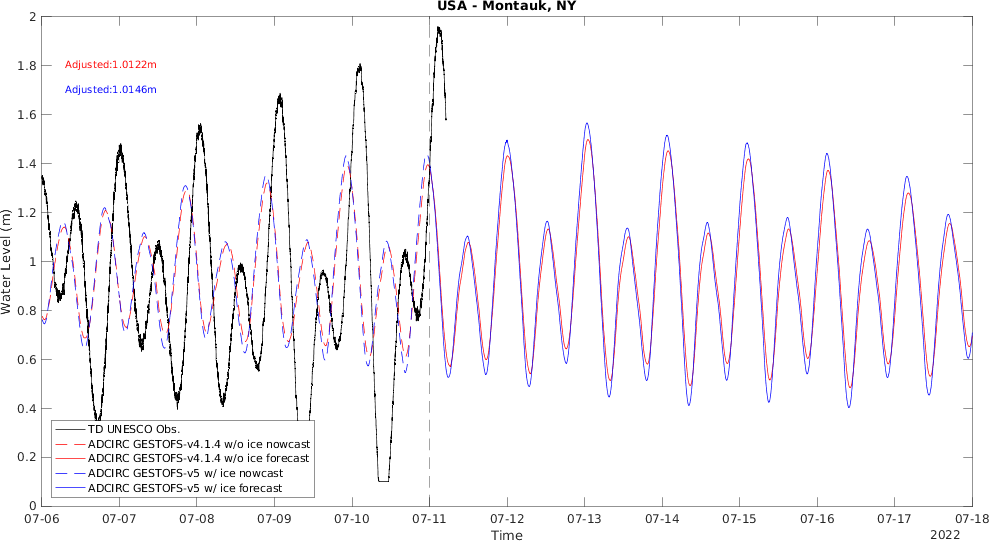 USA - Montauk, NY
2
1.8
1.6
1.4
1.2
1
0.8
0.6
0.4
0.2
0
Water Level (m)
Adjusted:1.0122m
Adjusted:1.0146m
TD UNESCO Obs.
ADCIRC GESTOFS-v4.1.4 w/o ice nowcast
ADCIRC GESTOFS-v4.1.4 w/o ice forecast
ADCIRC GESTOFS-v5 w/ ice nowcast
ADCIRC GESTOFS-v5 w/ ice forecast
07-06 07-07 07-08 07-09 07-10 07-11 07-12 07-13 07-14 07-15 07-16 07-17 07-18
Time
2022